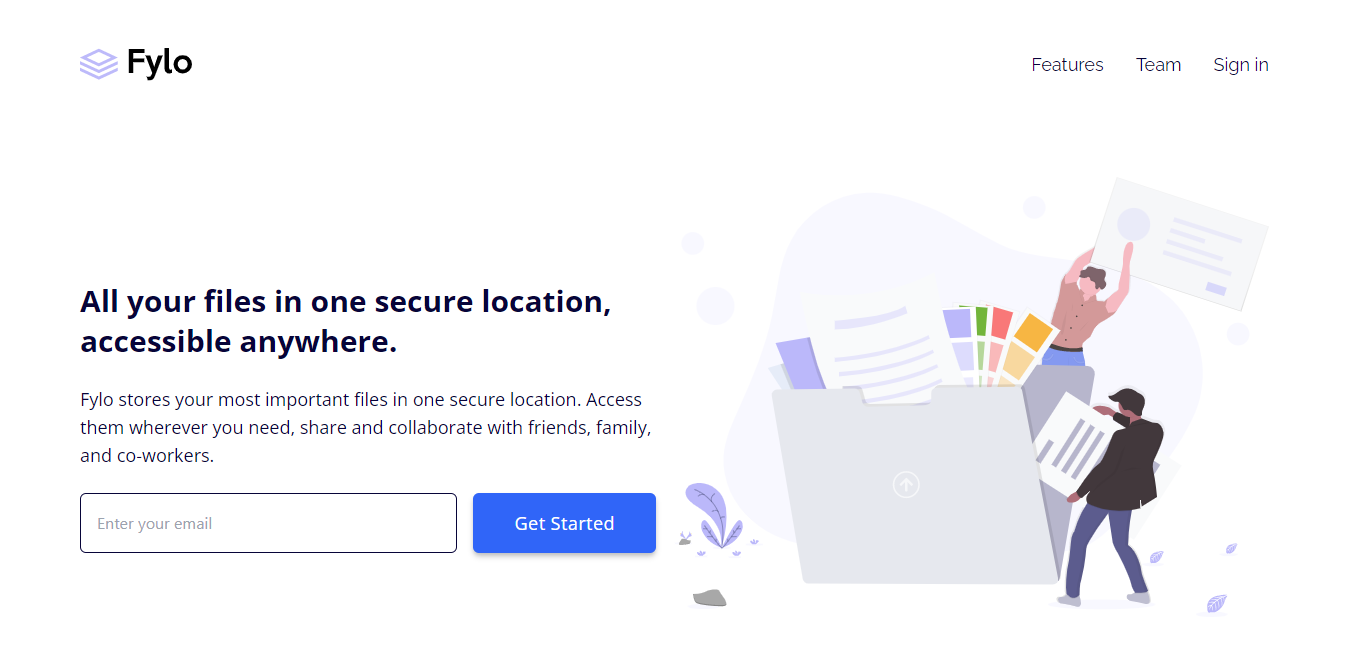 Fylo
Features
Team
Sign in
All your files in one secure location,
accessible anywhere.
Fylo stores your most important files in one secure location. Access
them wherever you need, share and collaborate with friends, family,
and co-workers.
Enter your email
Get Started